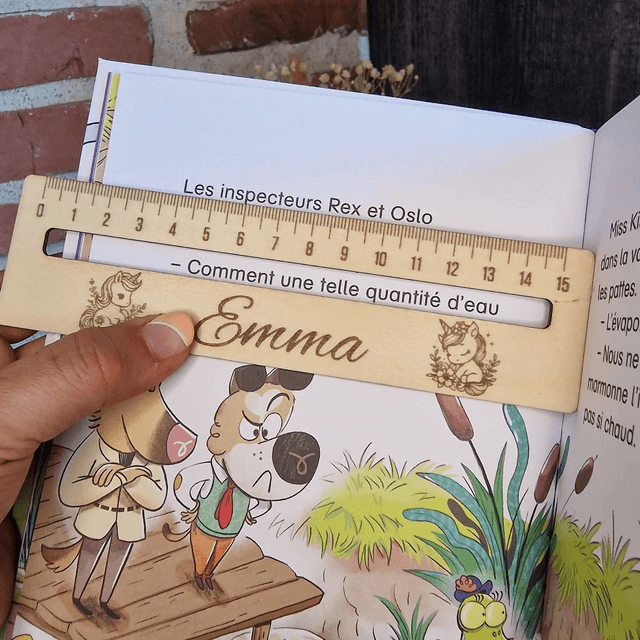 Les inspecteurs Rex et Oslo
0 1 2 3 4 5 6 7 8 9 10 11 12 13 14 15
– Comment une telle quantité d'eau
Emma
Miss
dans la
les pattes.
– L'évapo
– Nous ne
marmonne l'i
pas si chaud.